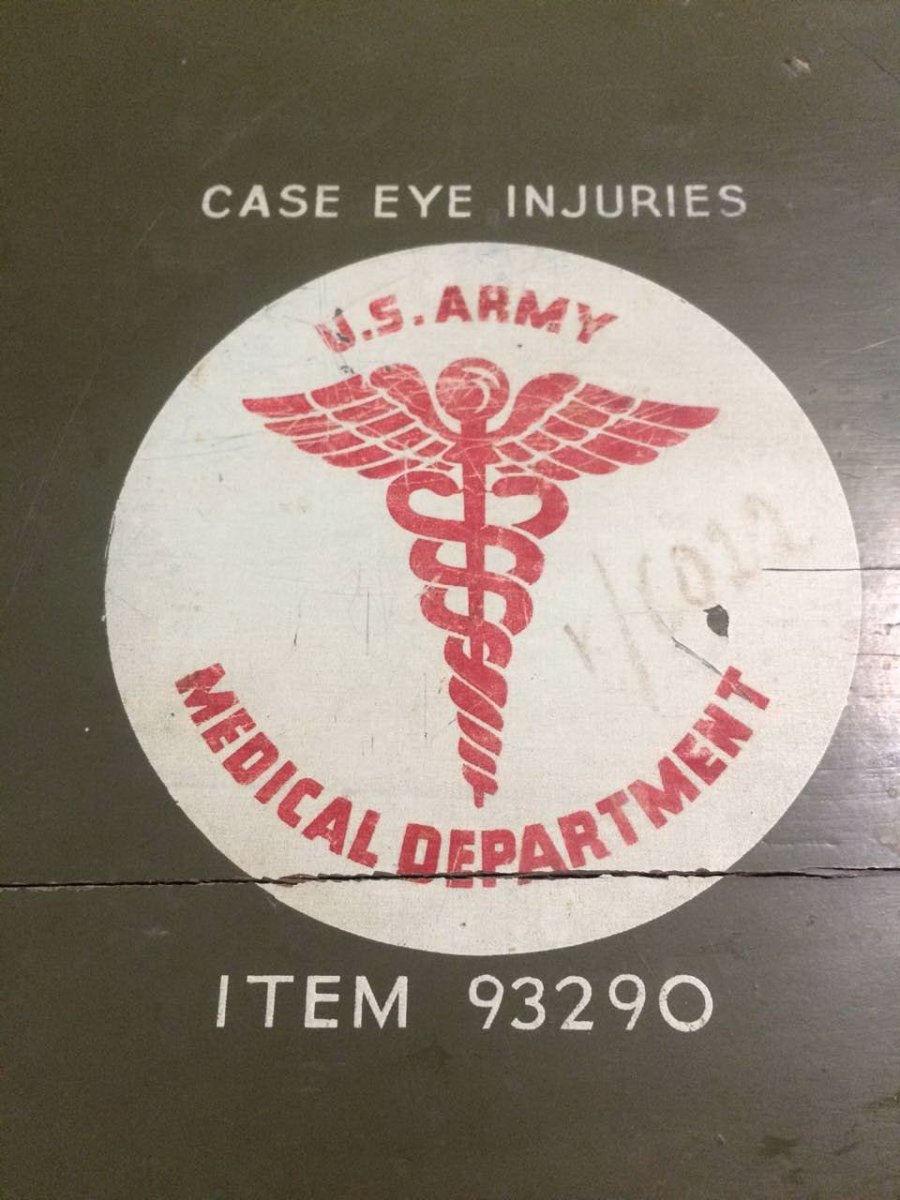 CASE EYE INJURIES
U.S. ARMY
MEDICAL DEPARTMENT
ITEM 93290